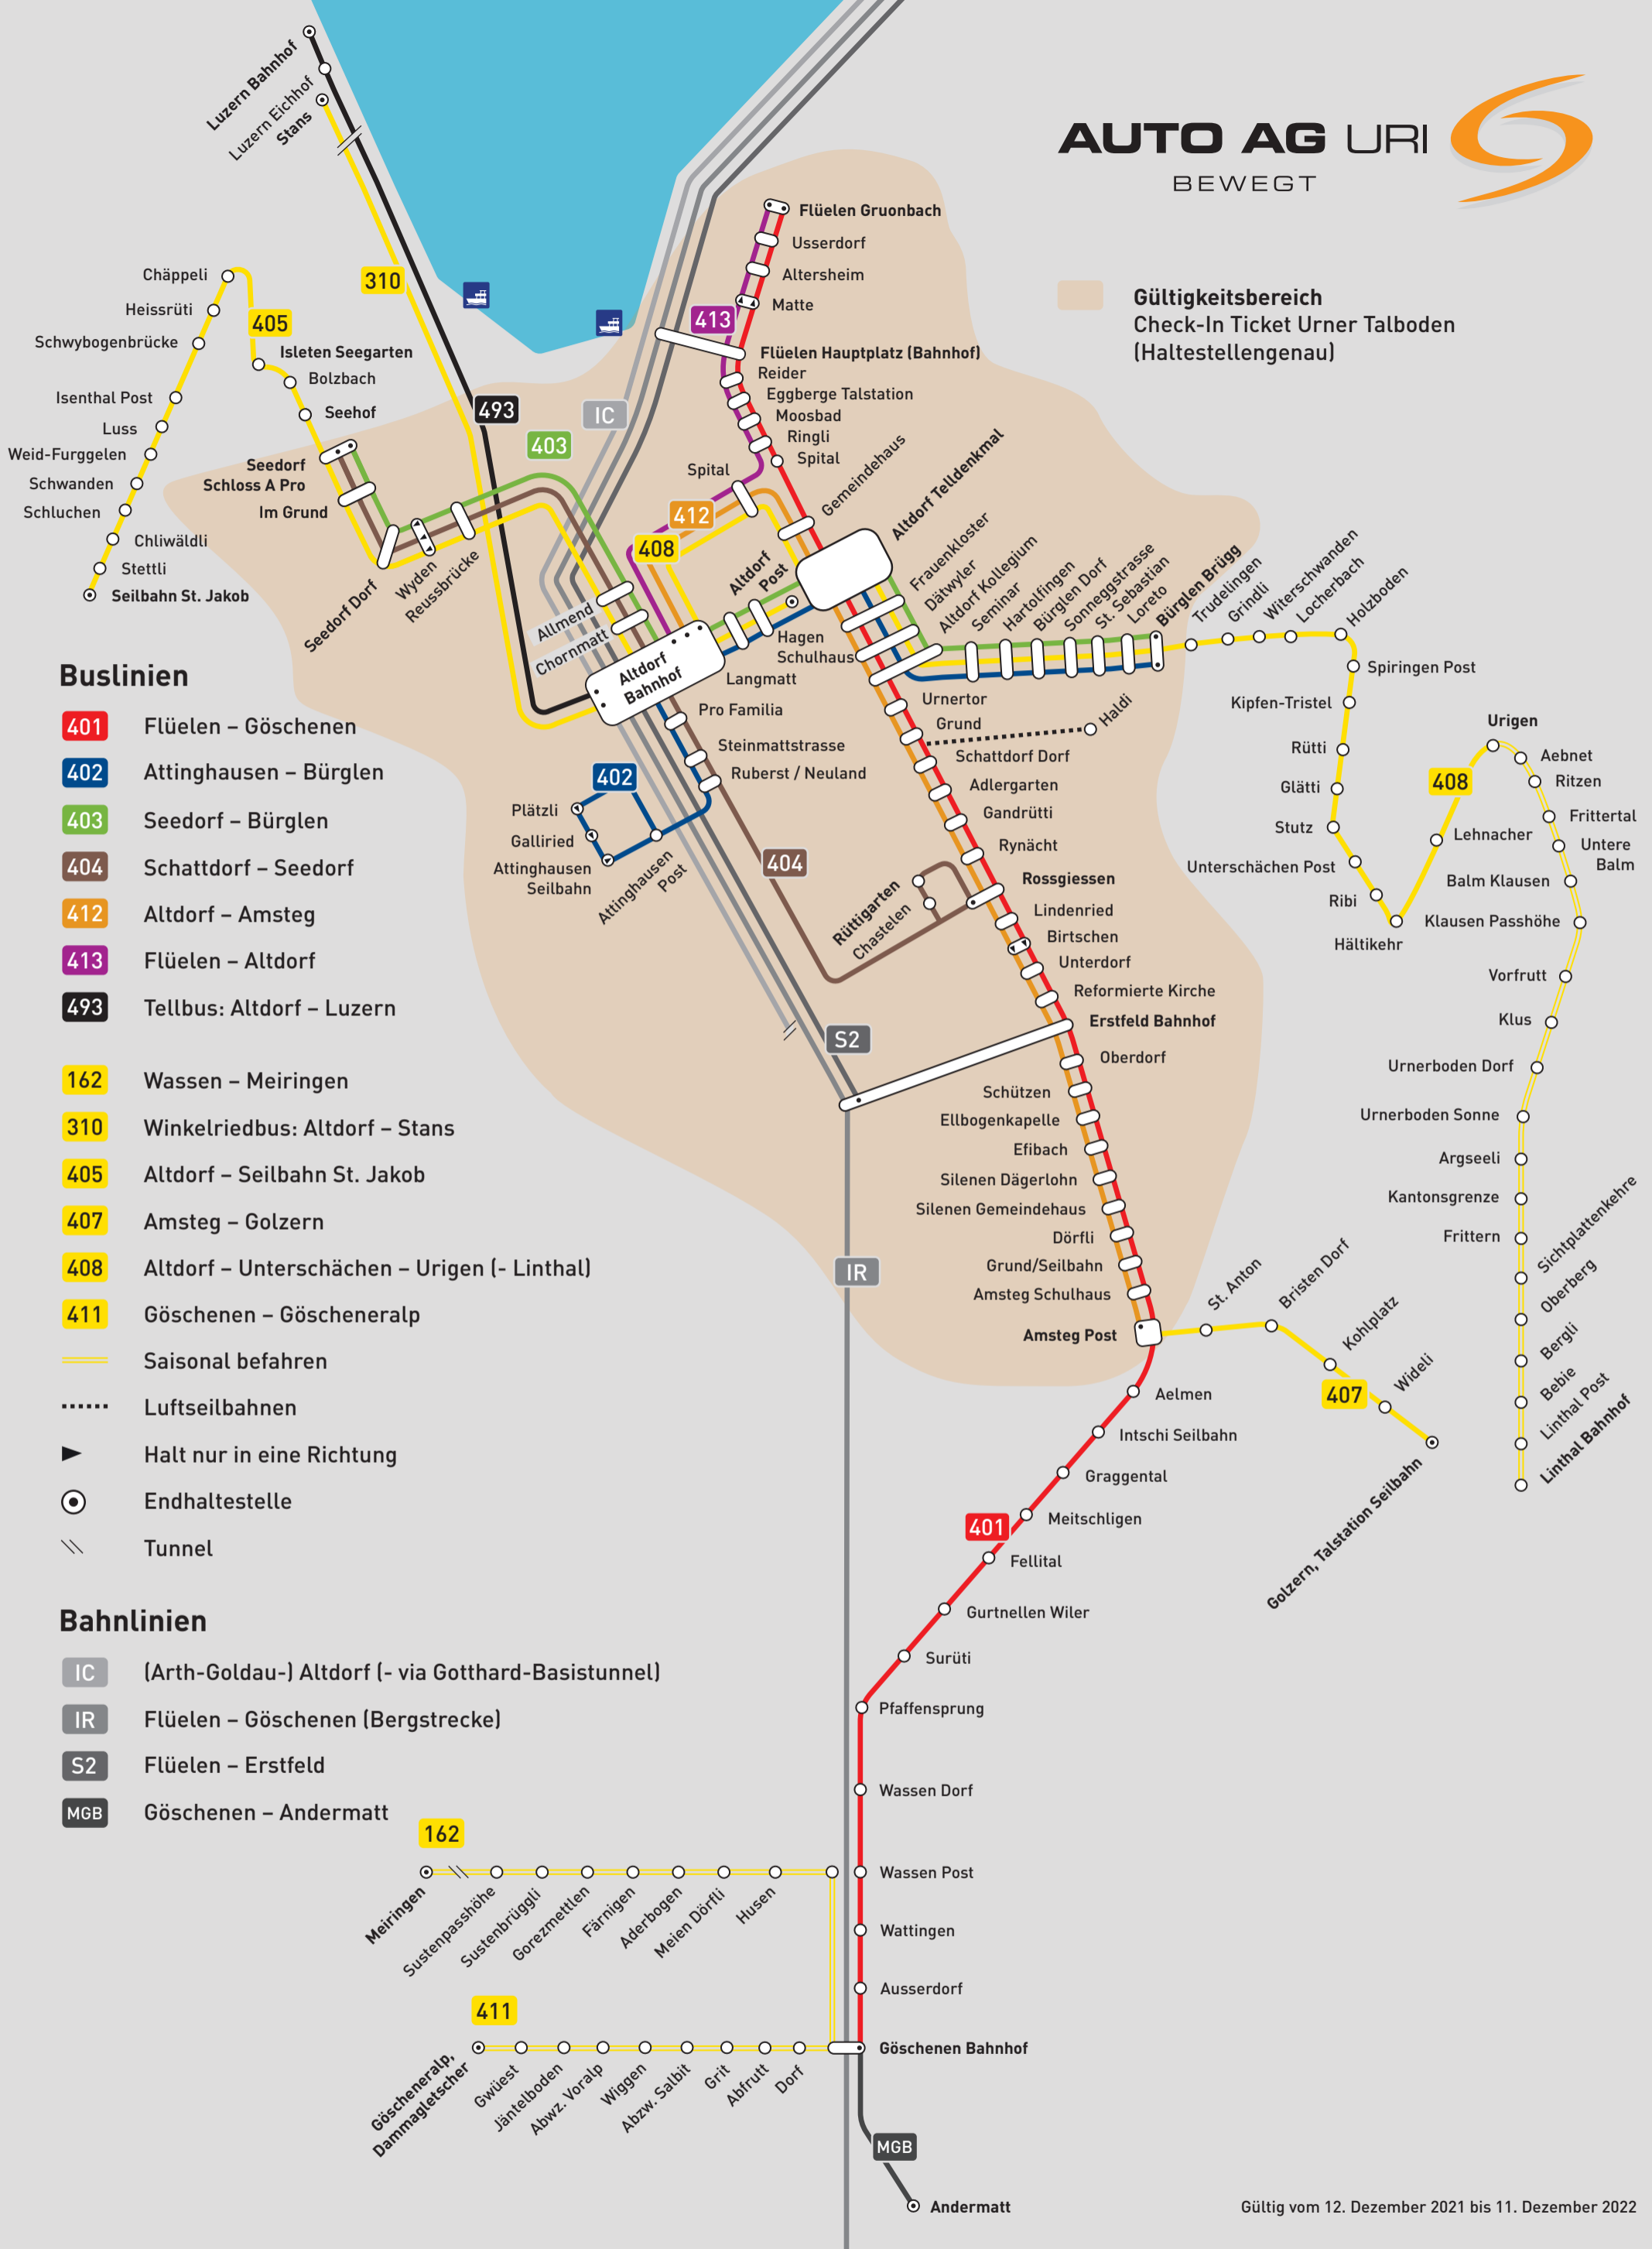 AUTO AG URI
BEWEGT
Gültigkeitsbereich
Check-In Ticket Urner Talboden
(Haltestellengenau)
Luzern Bahnhof
Luzern Eichhof
Stans
310
493
Chäppeli
Heissrüti
Schwybogenbrücke
Isenthal Post
Luss
Weid-Furggelen
Schwanden
Schluchen
Chliwäldli
Stettli
Seilbahn St. Jakob
405
Isleten Seegarten
Bolzbach
Seehof
Seedorf
Schloss A Pro
Im Grund
Seedorf Dorf
Wyden
Reussbrücke
403
IC
413
Flüelen Gruonbach
Usserdorf
Altersheim
Matte
Flüelen Hauptplatz (Bahnhof)
Reider
Eggberge Talstation
Moosbad
Ringli
Spital
Spital
Gemeindehaus
Altdorf Telldenkmal
412
408
Altdorf
Post
Allmend
Chornmatt
Altdorf
Bahnhof
Hagen
Schulhaus
Langmatt
Frauenkloster
Dätwyler
Altdorf Kollegium
Seminar
Hartolfingen
Bürglen Dorf
Sonneggstrasse
St. Sebastian
Loreto
Bürglen Brügg
Trudelingen
Grindli
Witerschwanden
Locherbach
Holzboden
Spiringen Post
Kipfen-Tristel
Rütti
Glätti
Stutz
Unterschächen Post
Ribi
Hältikehr
Lehnacher
408
Urigen
Aebnet
Ritzen
Frittertal
Untere
Balm
Balm Klausen
Klausen Passhöhe
Vorfrutt
Klus
Urnerboden Dorf
Urnerboden Sonne
Argseeli
Kantonsgrenze
Frittern
Sichtplattenkehre
Oberberg
Bergli
Bebie
Linthal Post
Linthal Bahnhof
Pro Familia
Steinmattstrasse
Ruberst / Neuland
402
Plätzli
Galliried
Attinghausen
Seilbahn
Attinghausen
Post
404
Urnertor
Grund
Haldi
Schattdorf Dorf
Adlergarten
Gandrütti
Rynächt
Rossgiessen
Rüttigarten
Chastelen
Lindenried
Birtschen
Unterdorf
Reformierte Kirche
Erstfeld Bahnhof
S2
Oberdorf
Schützen
Ellbogenkapelle
Efibach
Silenen Dägerlohn
Silenen Gemeindehaus
Dörfli
Grund/Seilbahn
Amsteg Schulhaus
Amsteg Post
IR
St. Anton
Bristen Dorf
Kohlplatz
Wideli
407
Golzern, Talstation Seilbahn
Aelmen
Intschi Seilbahn
Graggental
Meitschligen
401
Fellital
Gurtnellen Wiler
Surüti
Pfaffensprung
Wassen Dorf
Wassen Post
Wattingen
Ausserdorf
Göschenen Bahnhof
MGB
Andermatt
Buslinien
401 Flüelen – Göschenen
402 Attinghausen – Bürglen
403 Seedorf – Bürglen
404 Schattdorf – Seedorf
412 Altdorf – Amsteg
413 Flüelen – Altdorf
493 Tellbus: Altdorf – Luzern
162 Wassen – Meiringen
310 Winkelriedbus: Altdorf – Stans
405 Altdorf – Seilbahn St. Jakob
407 Amsteg – Golzern
408 Altdorf – Unterschächen – Urigen (- Linthal)
411 Göschenen – Göscheneralp
Saisonal befahren
Luftseilbahnen
Halt nur in eine Richtung
Endhaltestelle
Tunnel
Bahnlinien
IC (Arth-Goldau-) Altdorf (- via Gotthard-Basistunnel)
IR Flüelen – Göschenen (Bergstrecke)
S2 Flüelen – Erstfeld
MGB Göschenen – Andermatt
162
Meiringen
Sustenpasshöhe
Sustenbrüggli
Gorezmettlen
Färnigen
Aderbogen
Meien Dörfli
Husen
411
Göscheneralp,
Dammagletscher
Gwüest
Jäntelboden
Abwz. Voralp
Wiggen
Abzw. Salbit
Grit
Abfrutt
Dorf
Gültig vom 12. Dezember 2021 bis 11. Dezember 2022